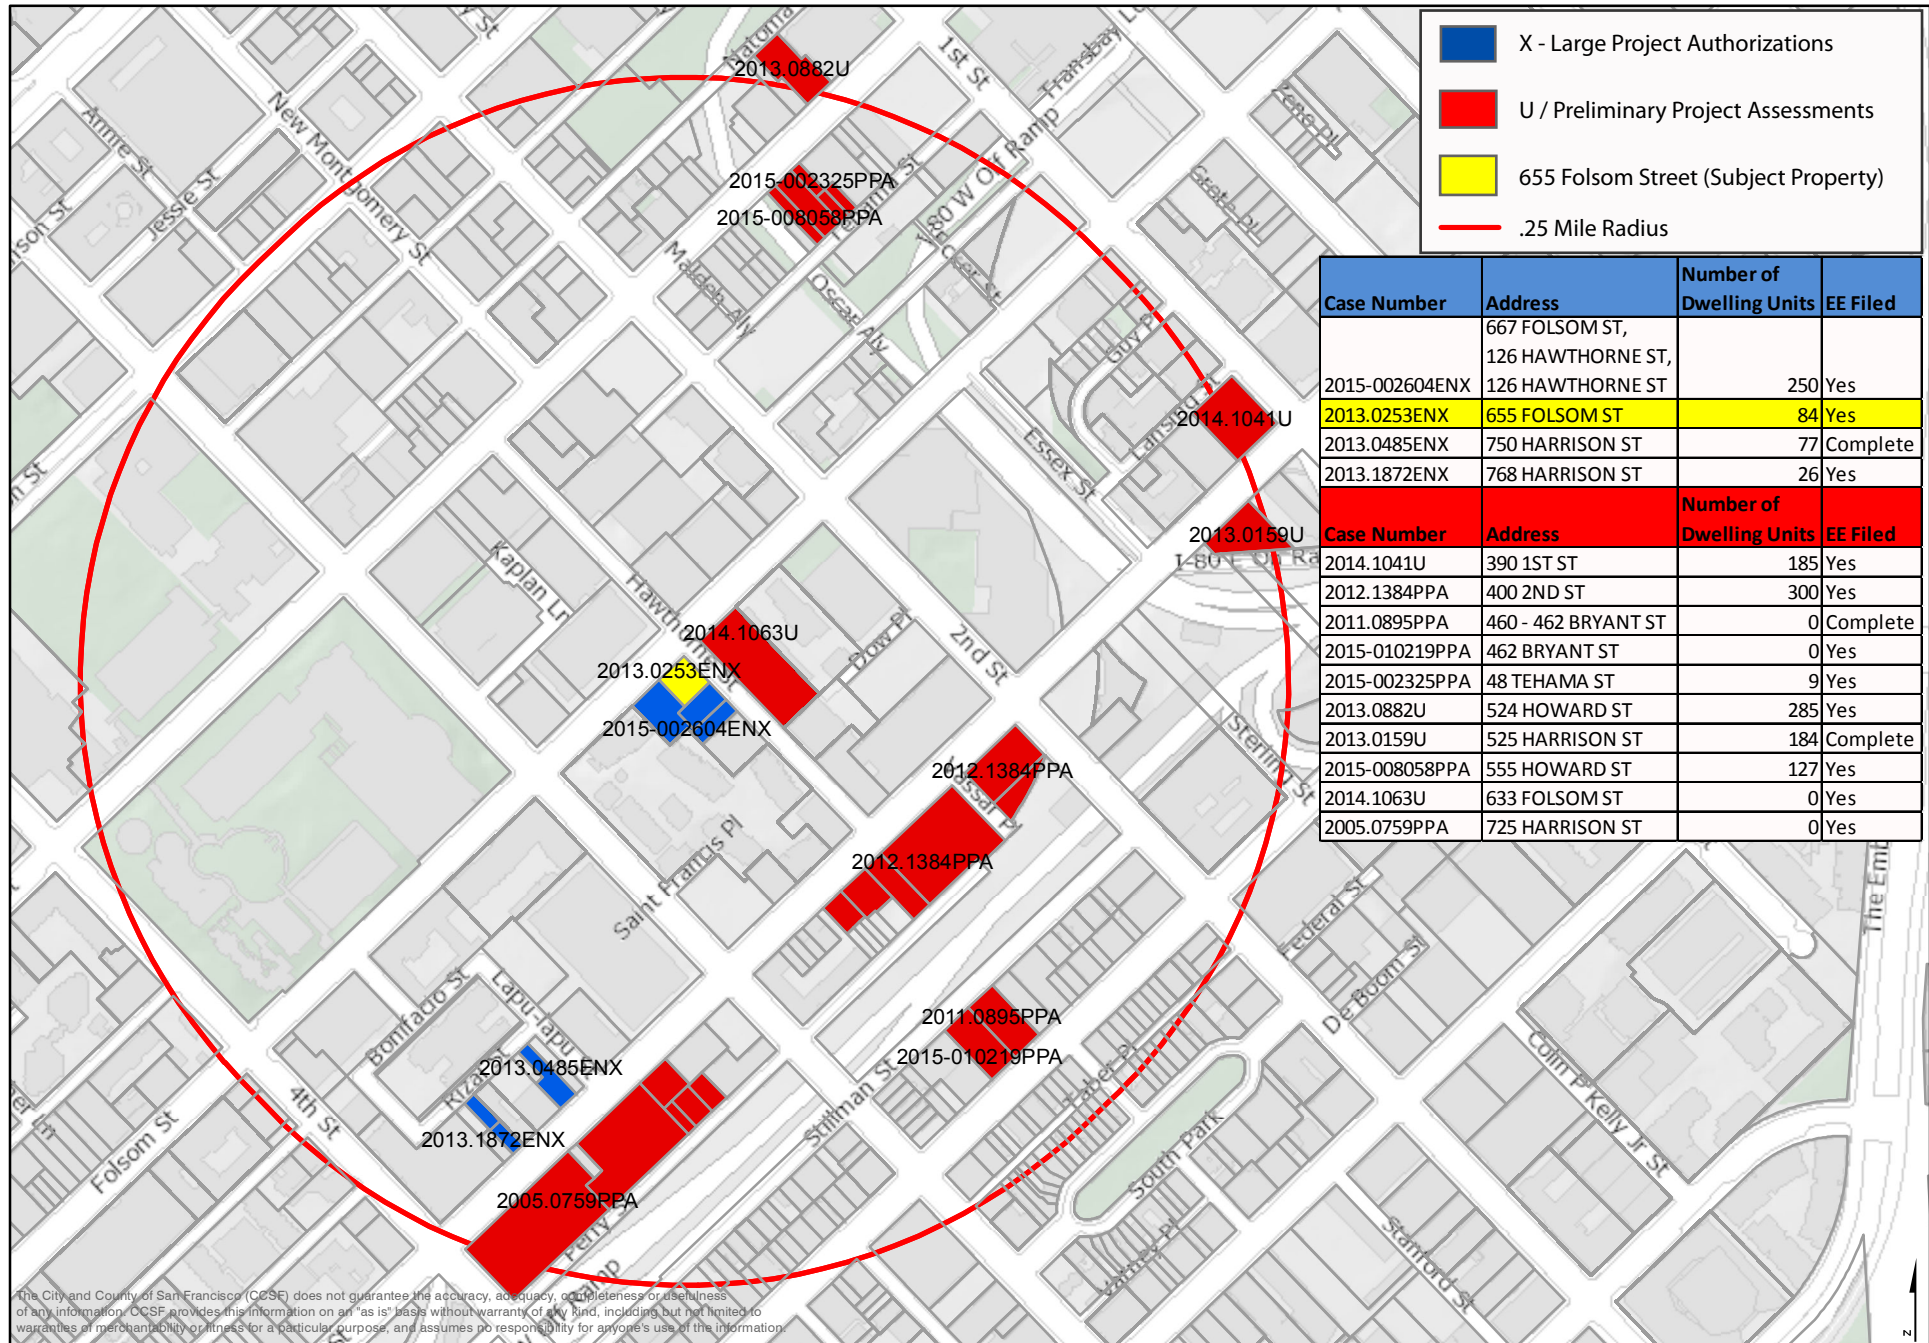 X - Large Project Authorizations
U / Preliminary Project Assessments
655 Folsom Street (Subject Property)
.25 Mile Radius
Case Number Address Number of Dwelling Units EE Filed
2015-002604ENX 667 FOLSOM ST, 126 HAWTHORNE ST, 126 HAWTHORNE ST 250 Yes
2013.0253ENX 655 FOLSOM ST 84 Yes
2013.0485ENX 750 HARRISON ST 77 Complete
2013.1872ENX 768 HARRISON ST 26 Yes
Case Number Address Number of Dwelling Units EE Filed
2014.1041U 390 1ST ST 185 Yes
2012.1384PPA 400 2ND ST 300 Yes
2011.0895PPA 460 - 462 BRYANT ST 0 Complete
2015-010219PPA 462 BRYANT ST 0 Yes
2015-002325PPA 48 TEHAMA ST 9 Yes
2013.0882U 524 HOWARD ST 285 Yes
2013.0159U 525 HARRISON ST 184 Complete
2015-008058PPA 555 HOWARD ST 127 Yes
2014.1063U 633 FOLSOM ST 0 Yes
2005.0759PPA 725 HARRISON ST 0 Yes
2013.0882U
1st St
Annie St
New Montgomery St
Jessie St
2015-002325PPA
2015-008058PPA
I-80 W Off Ramp
Zeno Pl
Grote Pl
Malden Aly
Oscar Aly
Guy Pl
2014.1041U
Essex St
Lansing St
2013.0159U
Kaplan Ln
Hawthorne St
2014.1063U
Dow Pl
2nd St
2013.0253ENX
2015-002604ENX
Sterling St
2012.1384PPA
Vassar Pl
2012.1384PPA
Saint Francis Pl
Federal St
De Boom St
The Emb
Bonifacio St
Lapu-lapu
2011.0895PPA
2015-010219PPA
2013.0485ENX
2013.1872ENX
Stillman St
Taber Pl
South Park
Colin P Kelly Jr St
4th St
Folsom St
2005.0759PPA
Perry
Stanford St
The City and County of San Francisco (CCSF) does not guarantee the accuracy, adequacy, completeness or usefulness
of any information. CCSF provides this information on an "as is" basis without warranty of any kind, including but not limited to
warranties of merchantability or fitness for a particular purpose, and assumes no responsibility for anyone's use of the information.